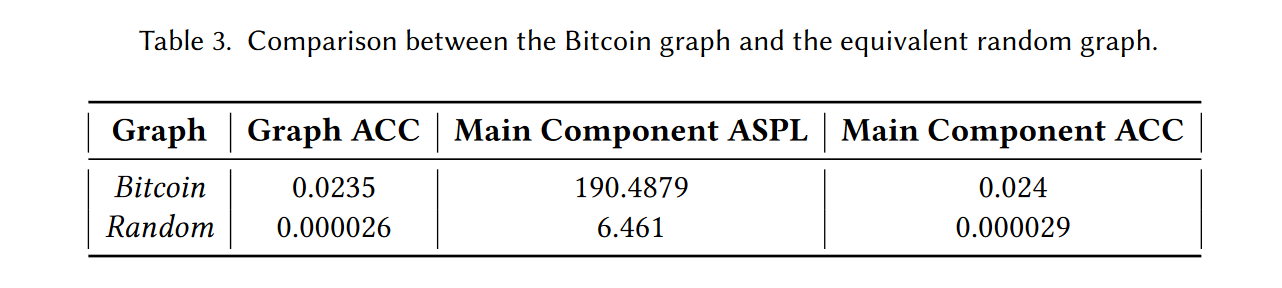 Table 3. Comparison between the Bitcoin graph and the equivalent random graph.
Graph Graph ACC Main Component ASPL Main Component ACC
Bitcoin 0.0235 190.4879 0.024
Random 0.000026 6.461 0.000029